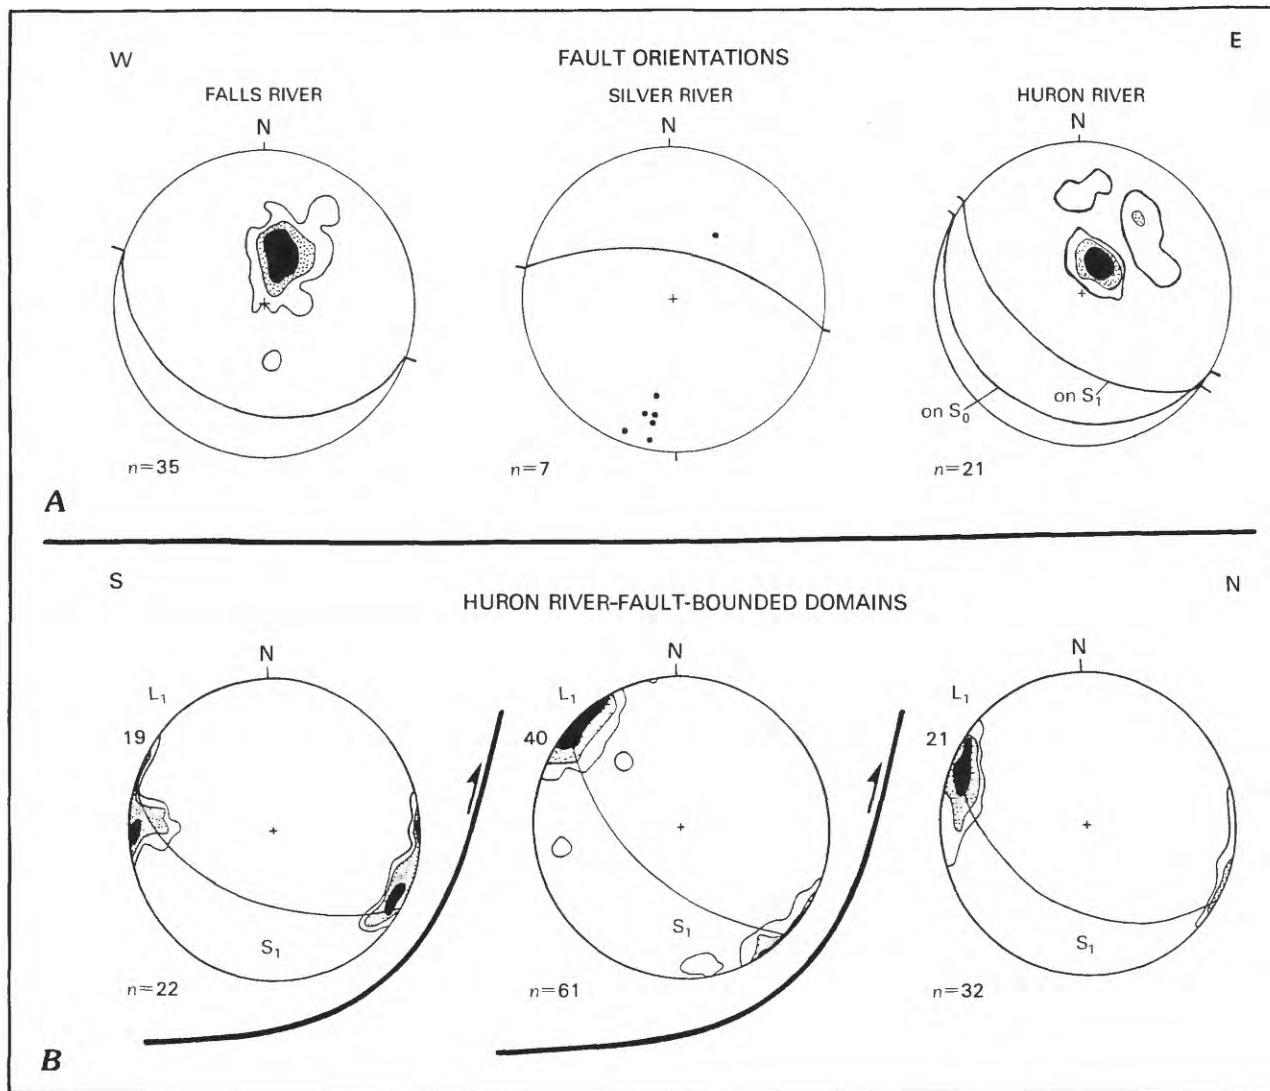 W
E
FAULT ORIENTATIONS
FALLS RIVER
SILVER RIVER
HURON RIVER
N
N
N
on S₀
on S₁
n=35
n=7
n=21
A
S
N
HURON RIVER-FAULT-BOUNDED DOMAINS
N
N
N
L₁
L₁
L₁
19
40
21
S₁
S₁
S₁
n=22
n=61
n=32
B